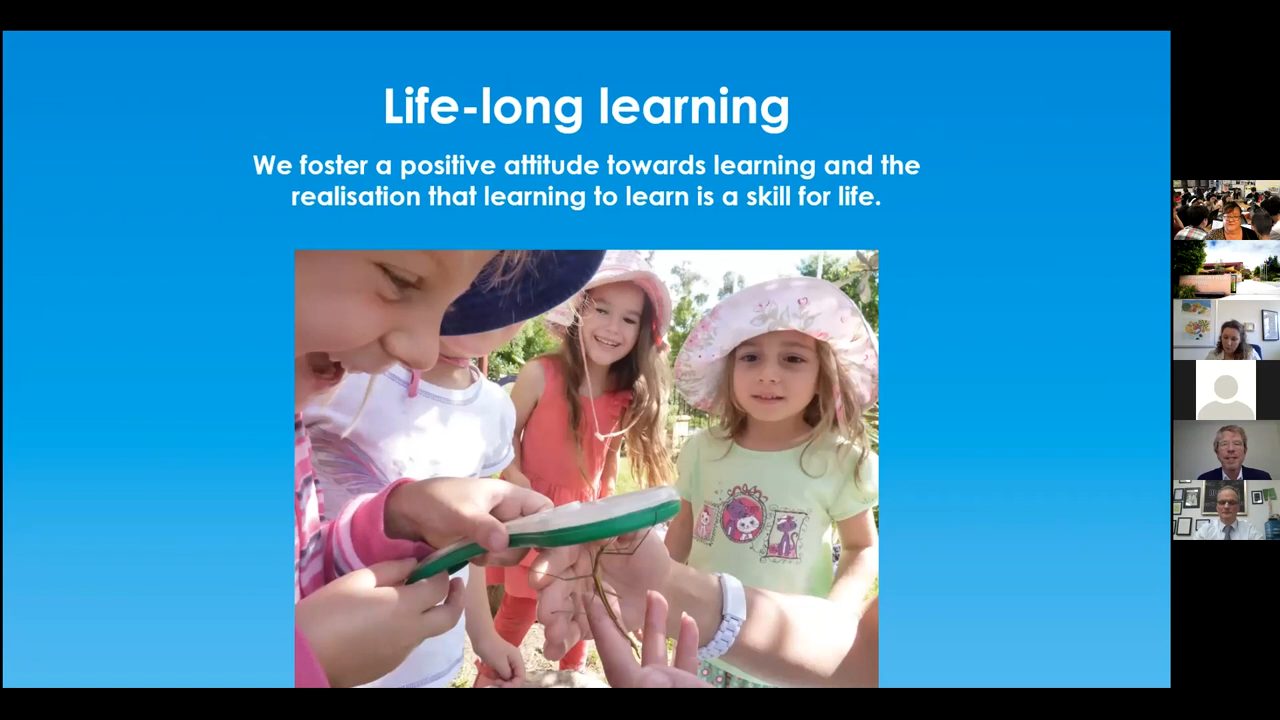 Life-long learning
We foster a positive attitude towards learning and the
realisation that learning to learn is a skill for life.